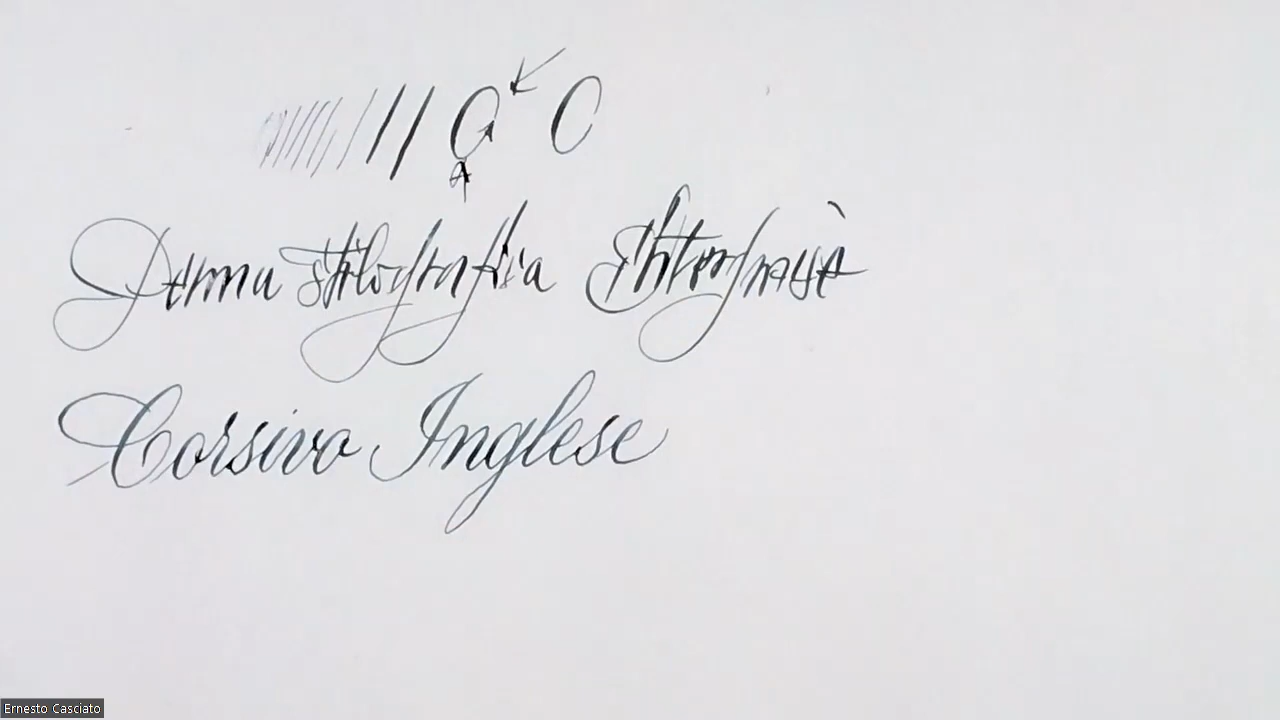 O O
A
Penna stilografica
Corsivo Inglese
Ernesto Casciato